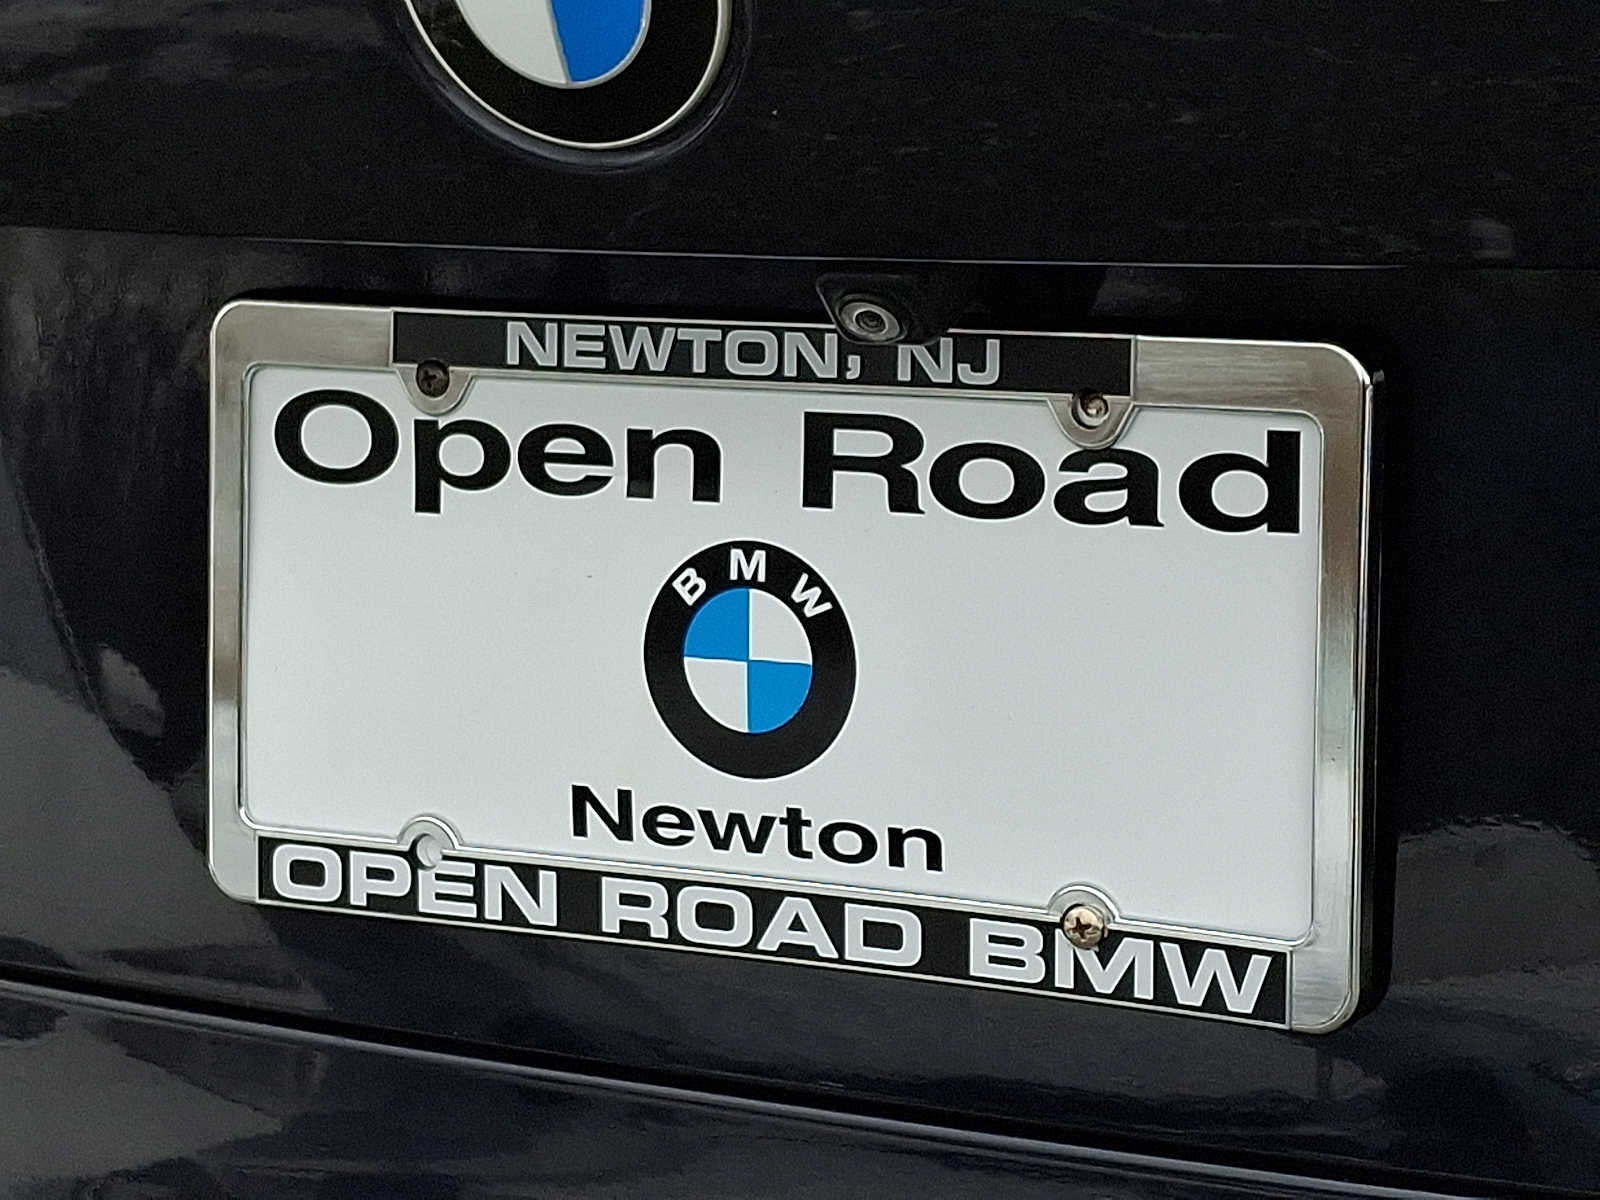 NEWTON, NJ
Open Road
BMW
Newton
OPEN ROAD BMW